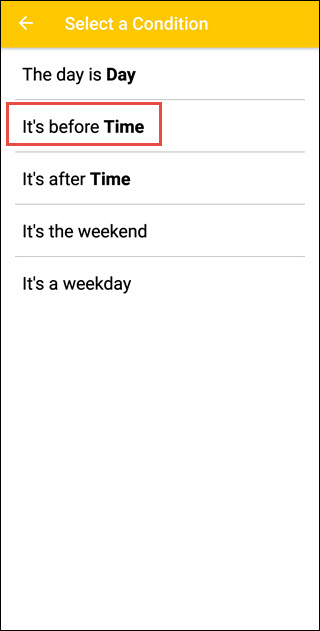 Select a Condition
The day is Day
It's before Time
It's after Time
It's the weekend
It's a weekday